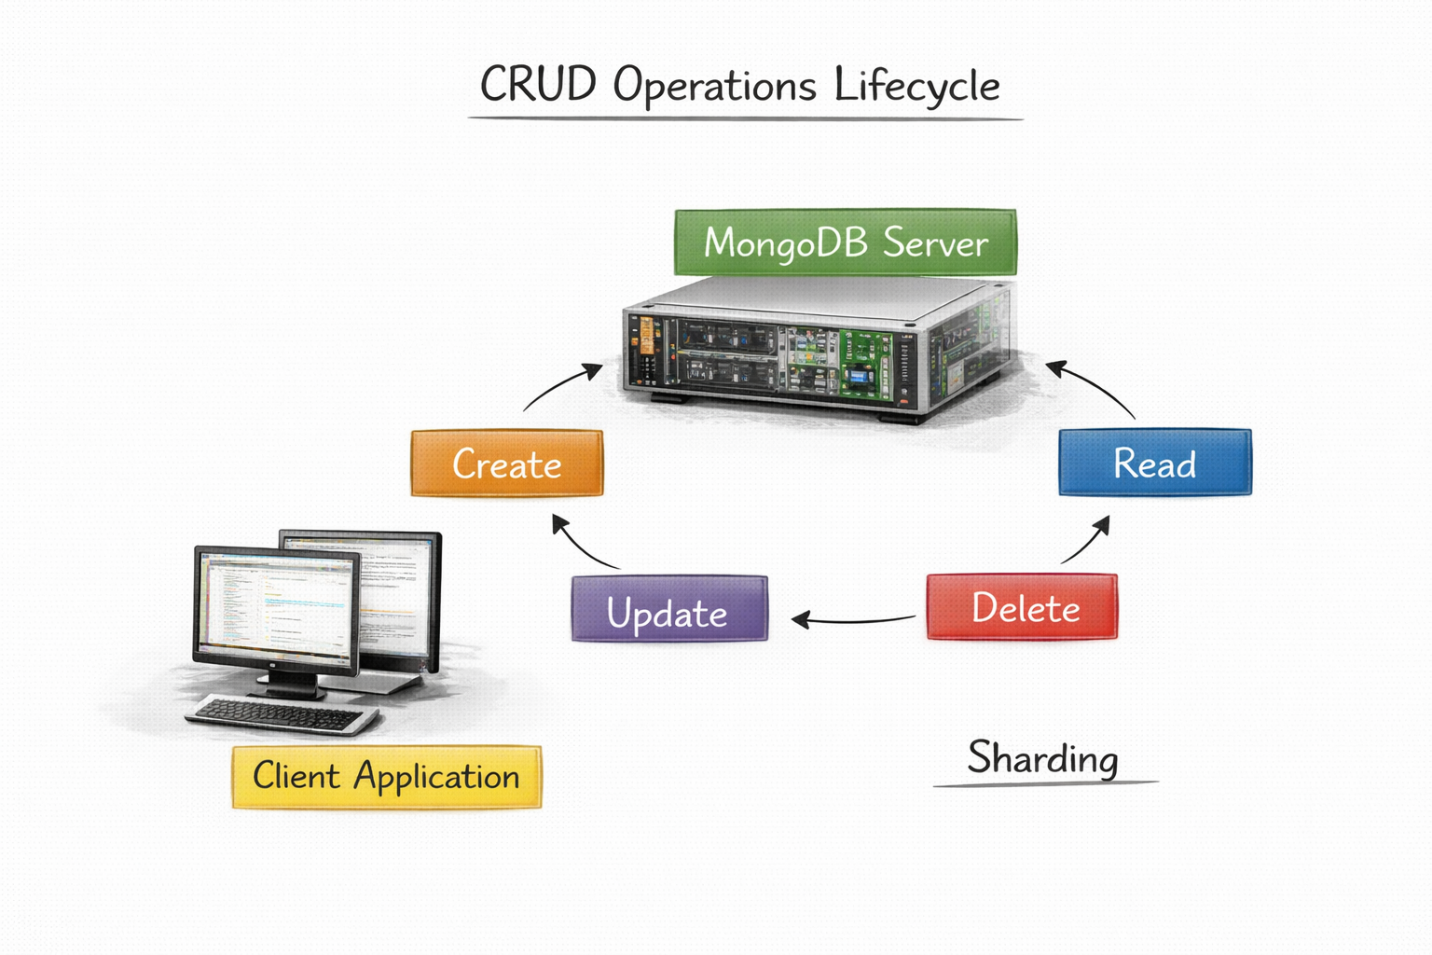 CRUD Operations Lifecycle
MongoDB Server
Create
Read
Update
Delete
Sharding
Client Application